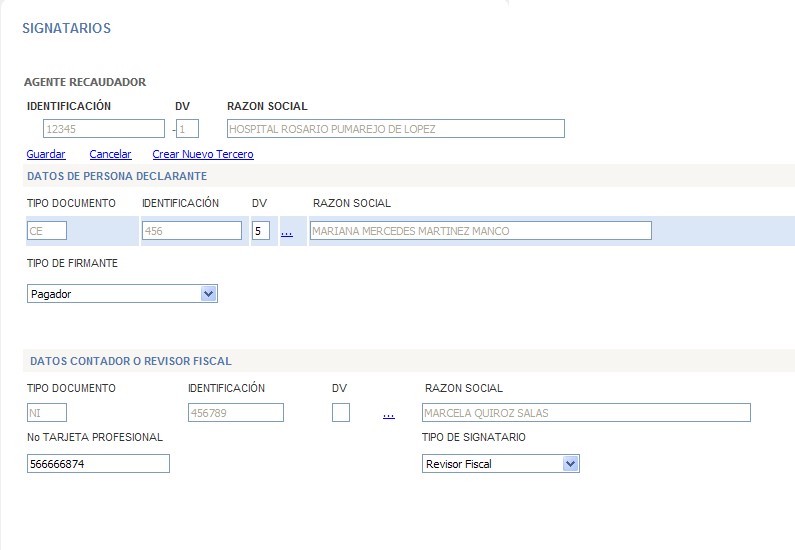 SIGNATARIOS
AGENTE RECAUDADOR
IDENTIFICACIÓN DV RAZON SOCIAL
12345 - 1 HOSPITAL ROSARIO PUMAREJO DE LOPEZ
Guardar Cancelar Crear Nuevo Tercero
DATOS DE PERSONA DECLARANTE
TIPO DOCUMENTO IDENTIFICACIÓN DV RAZON SOCIAL
CE 456 5 ... MARIANA MERCEDES MARTINEZ MANCO
TIPO DE FIRMANTE
Pagador
DATOS CONTADOR O REVISOR FISCAL
TIPO DOCUMENTO IDENTIFICACIÓN DV RAZON SOCIAL
NI 456789 ... MARCELA QUIROZ SALAS
No TARJETA PROFESIONAL TIPO DE SIGNATARIO
566666874 Revisor Fiscal